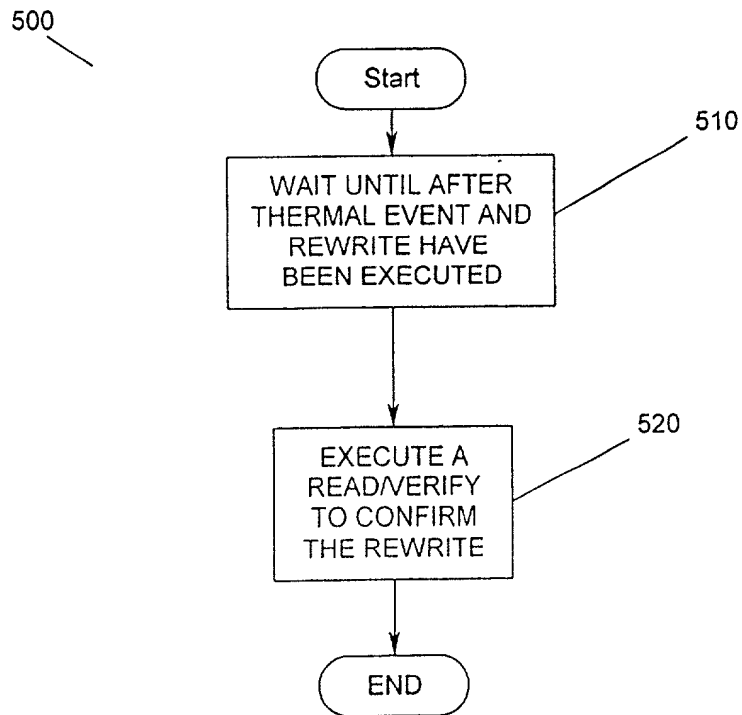 500
Start
510
WAIT UNTIL AFTER
THERMAL EVENT AND
REWRITE HAVE
BEEN EXECUTED
520
EXECUTE A
READ/VERIFY
TO CONFIRM
THE REWRITE
END